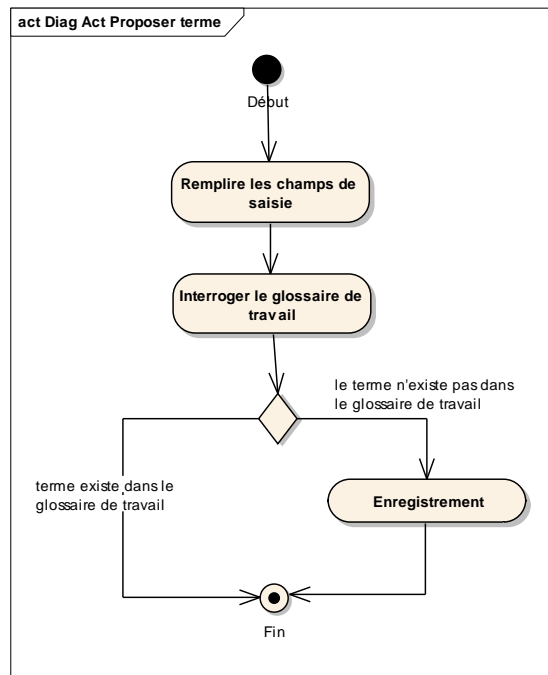 act Diag Act Proposer terme
Début
Remplire les champs de
saisie
Interroger le glossaire de
travail
le terme n'existe pas dans
le glossaire de travail
terme existe dans le
glossaire de travail
Enregistrement
Fin